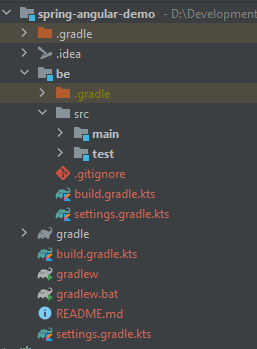 spring-angular-demo - D:\Development
.gradle
.idea
be
.gradle
src
main
test
.gitignore
build.gradle.kts
settings.gradle.kts
gradle
build.gradle.kts
gradlew
gradlew.bat
README.md
settings.gradle.kts